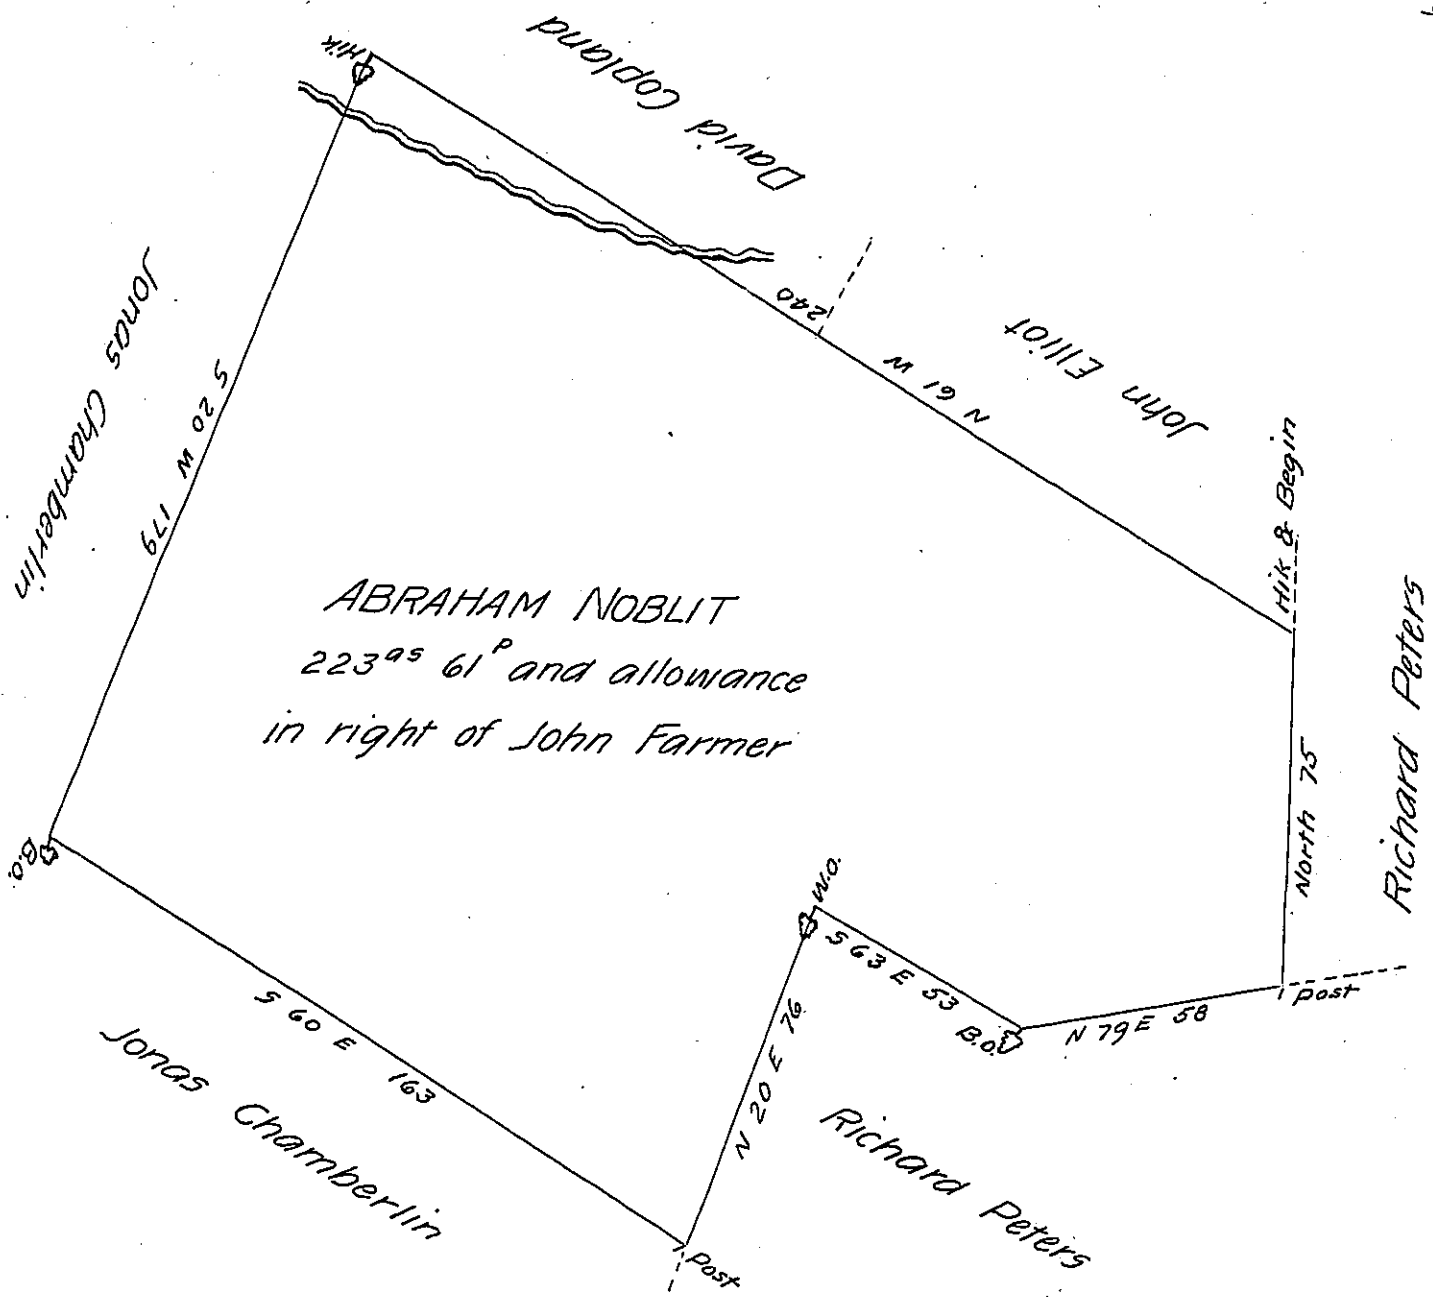 David Copland
Hik
Jonas Chamberlin
S 20 W 179
240
N 61 W
John Elliot
Hik & Begin
Richard Peters
North 75
ABRAHAM NOBLIT
223as 61P and allowance
in right of John Farmer
B.O.
W.O.
S 63 E 53
B.O.
N 79 E 58
Post
S 60 E 163
N 20 E 76
Jonas Chamberlin
Richard Peters
Post